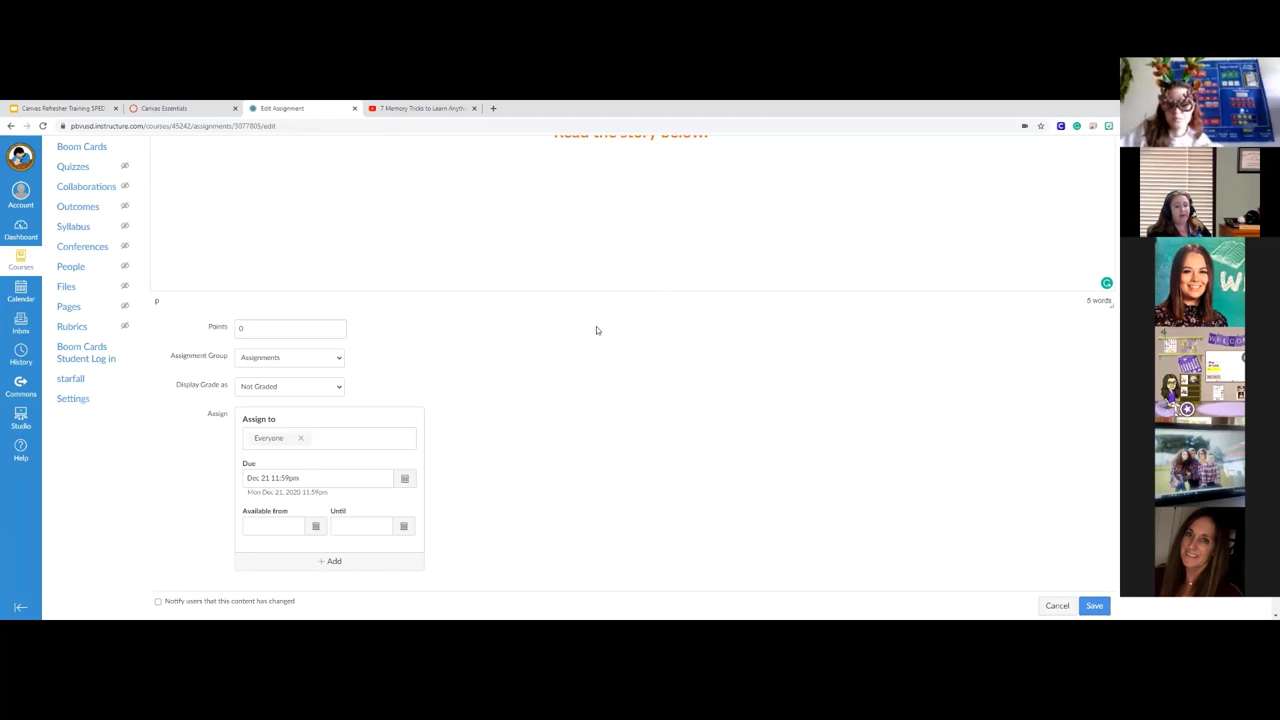 Canvas Refresher Training SPED
Canvas Essentials
Edit Assignment
7 Memory Tricks to Learn Anyth
pbvusd.instructure.com/courses/45242/assignments/3077805/edit
Read the story below.
Account
Dashboard
Courses
Calendar
Inbox
History
Commons
Studio
Help
Boom Cards
Quizzes
Collaborations
Outcomes
Syllabus
Conferences
People
Files
Pages
Rubrics
Boom Cards
Student Log in
starfall
Settings
p
5 words
Points
0
Assignment Group
Assignments
Display Grade as
Not Graded
Assign
Assign to
Everyone
Due
Dec 21 11:59pm
Mon Dec 21, 2020 11:59pm
Available from
Until
+ Add
Notify users that this content has changed
Cancel
Save
W
WELCOM